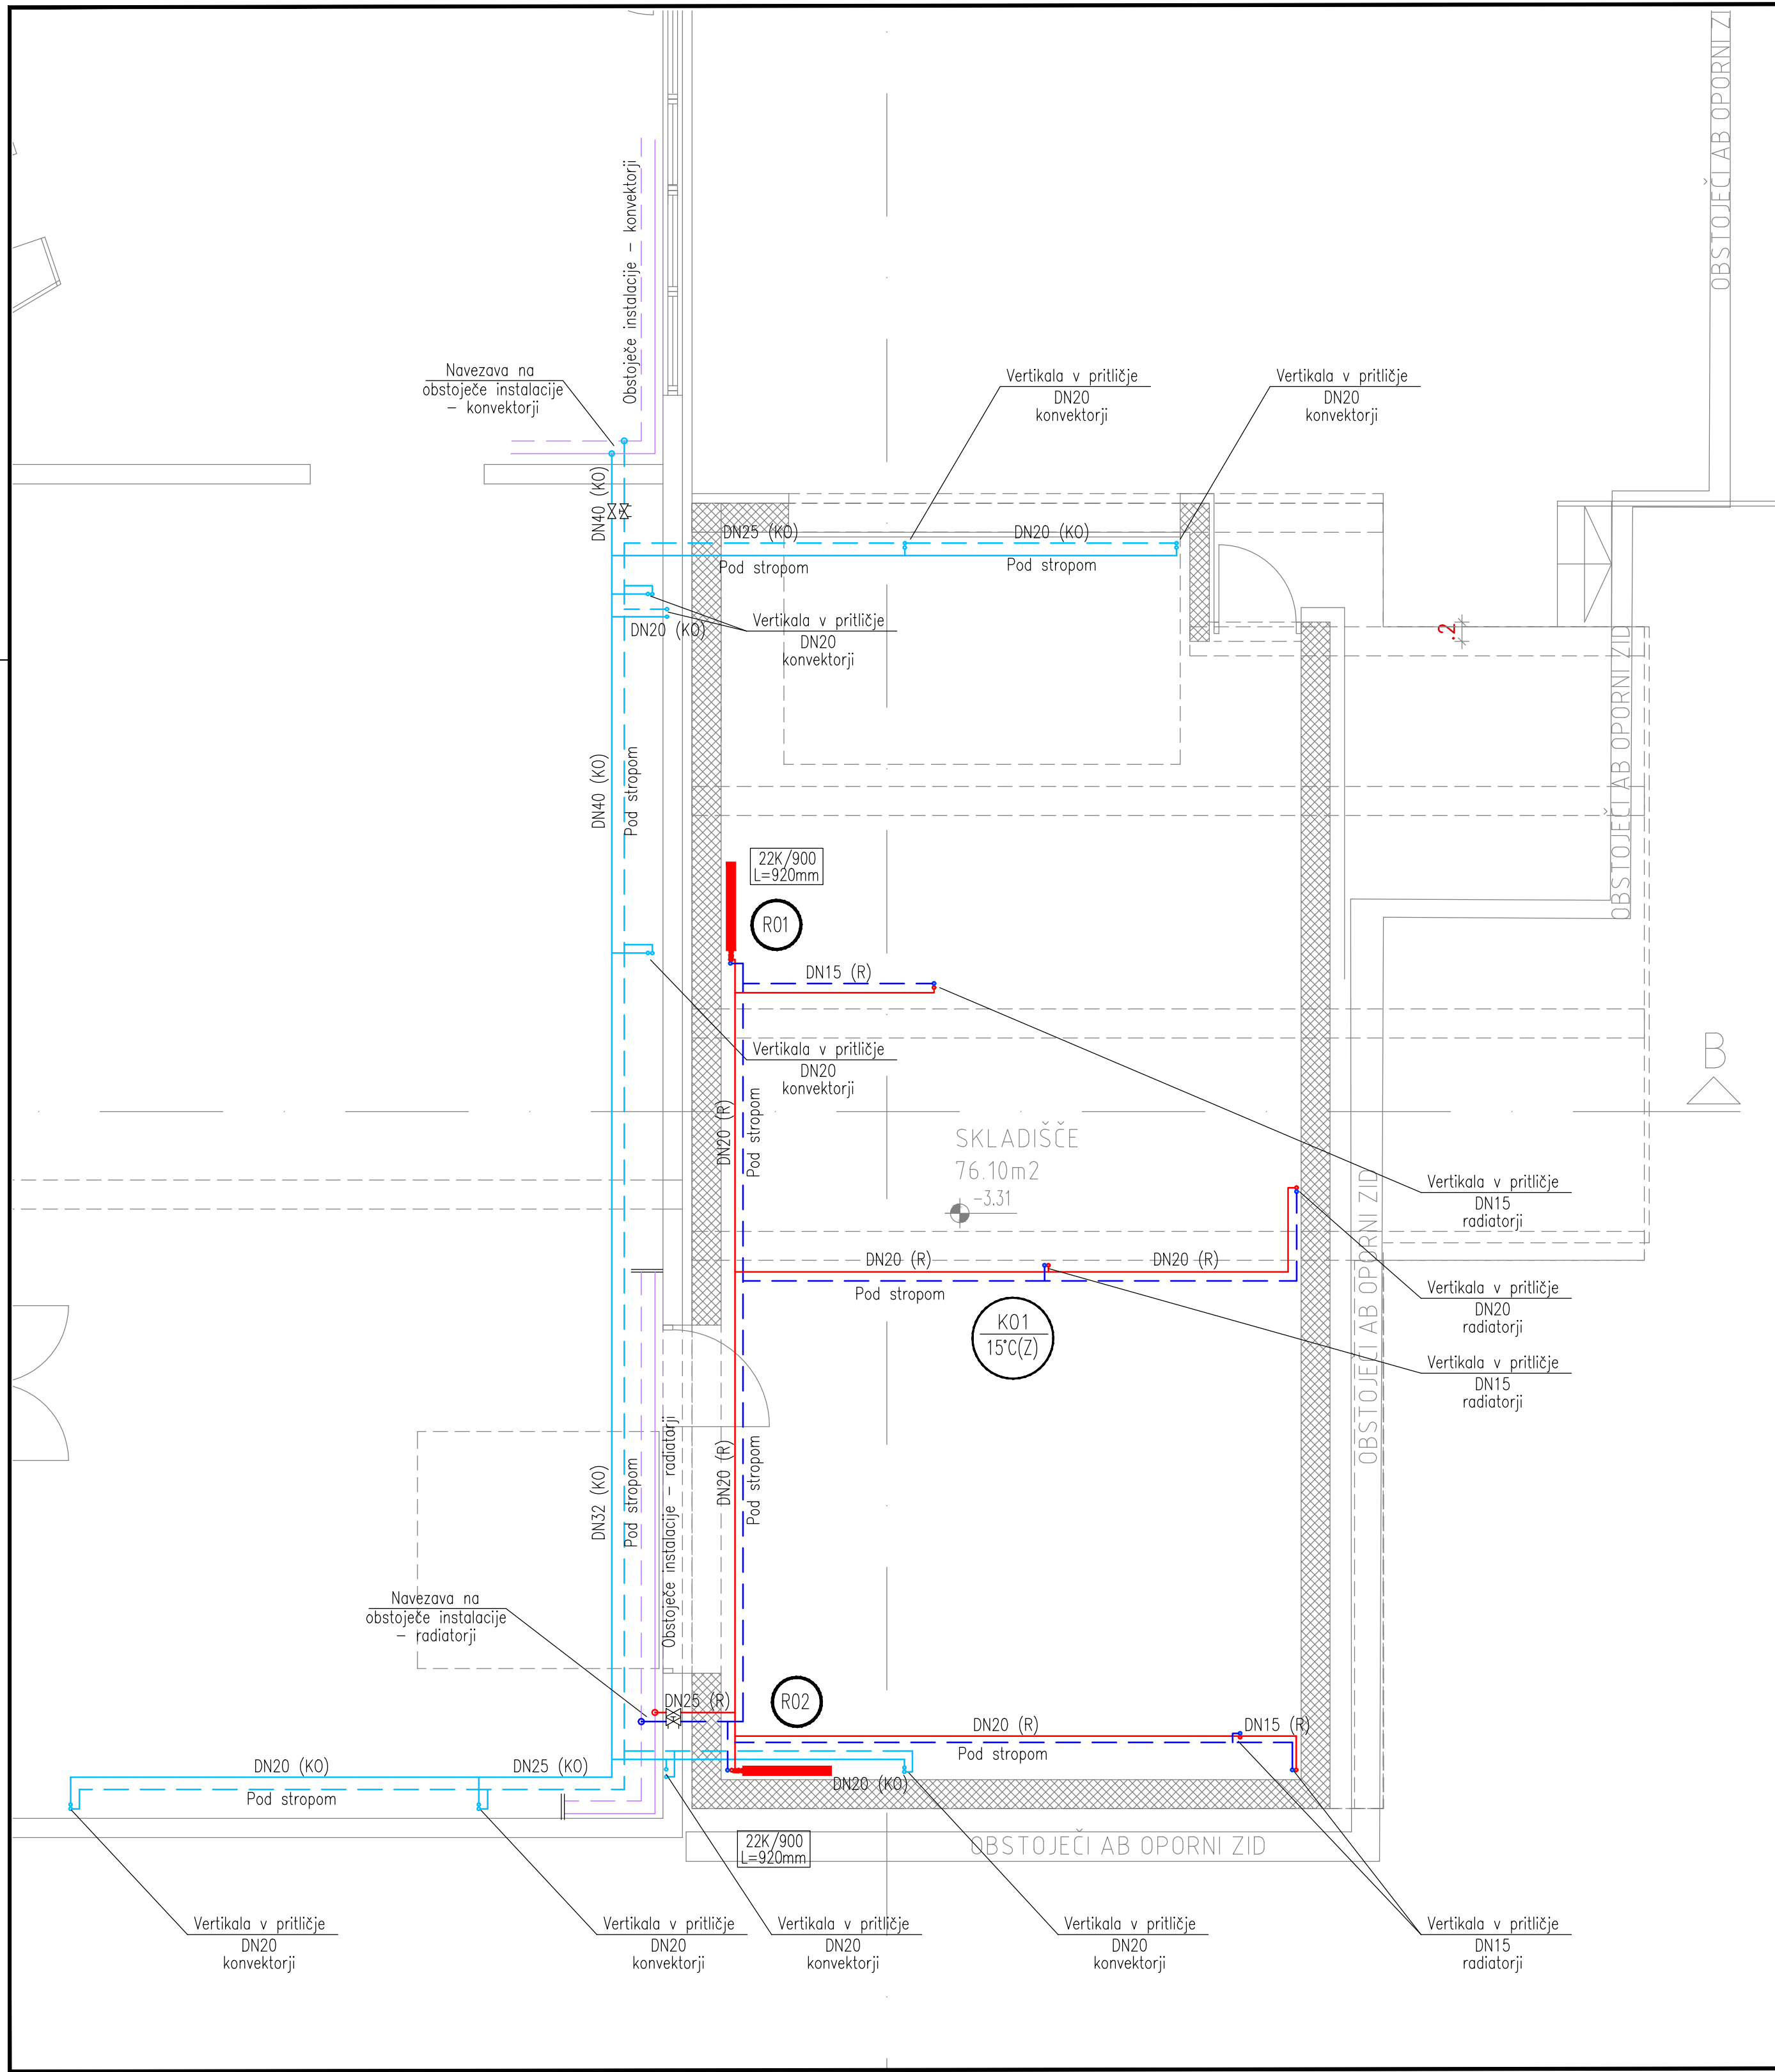 OBSTOJEČI AB OPORNI Z
Obstoječe instalacije – konvektorji
Navezava na
obstoječe instalacije
– konvektorji
Vertikala v pritličje
DN20
konvektorji
Vertikala v pritličje
DN20
konvektorji
DN40 (KO)
DN25 (KO)
DN20 (KO)
Pod stropom
Pod stropom
DN20 (KO)
Vertikala v pritličje
DN20
konvektorji
.2
OBSTOJEČI AB OPORNI ZID
DN40 (KO)
Pod stropom
22K/900
L=920mm
R01
DN15 (R)
Vertikala v pritličje
DN20
konvektorji
B
DN20 (R)
Pod stropom
SKLADIŠČE
76.10m2
-3.31
Vertikala v pritličje
DN15
radiatorji
DN20 (R)
DN20 (R)
Pod stropom
Vertikala v pritličje
DN20
radiatorji
K01
15°C(Z)
Vertikala v pritličje
DN15
radiatorji
OBSTOJEČI AB OPORNI ZID
DN32 (KO)
Pod stropom
Obstoječe instalacije – radiatorji
DN20 (R)
Pod stropom
Navezava na
obstoječe instalacije
– radiatorji
DN25 (R)
R02
DN20 (R)
DN15 (R)
Pod stropom
DN20 (KO)
DN25 (KO)
Pod stropom
DN20 (KO)
22K/900
L=920mm
OBSTOJEČI AB OPORNI ZID
Vertikala v pritličje
DN20
konvektorji
Vertikala v pritličje
DN20
konvektorji
Vertikala v pritličje
DN20
konvektorji
Vertikala v pritličje
DN20
konvektorji
Vertikala v pritličje
DN15
radiatorji